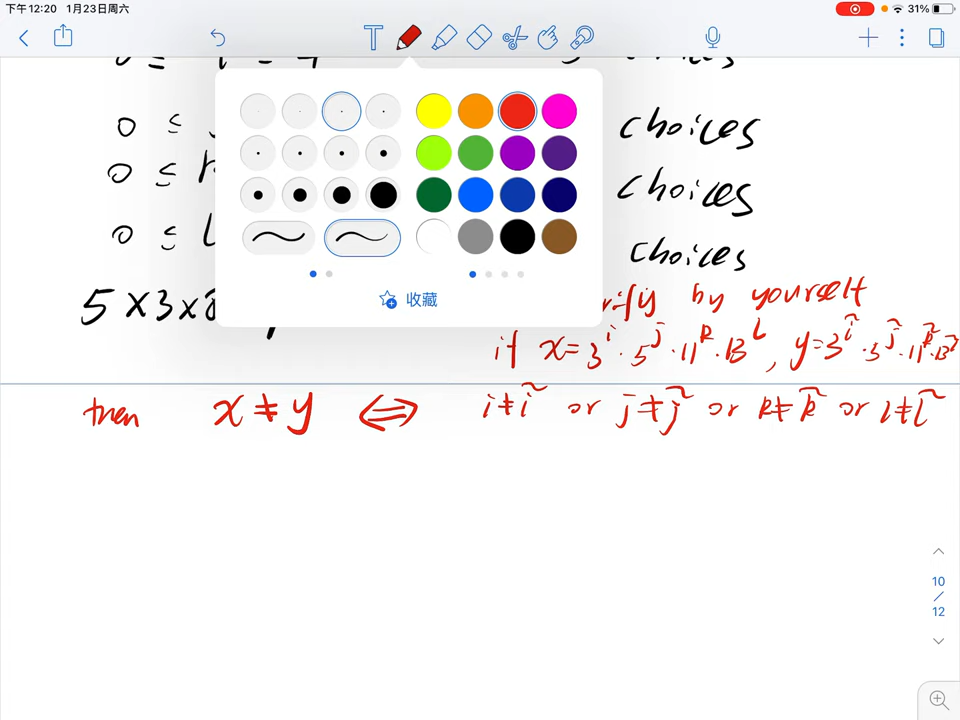 下午12:20 1月23日周六
31%
T
choices
0 ≤
choices
0 ≤
choices
0 ≤ L
choices
5 × 3 ×
by yourself
收藏
if x = 3^i · 5^j · 11^k · 13^l , y = 3^ĩ · 5^j̃ · 11^k̃ · 13^l̃
then x ≠ y ⟺ i ≠ ĩ or j ≠ j̃ or k ≠ k̃ or l ≠ l̃
10
/
12